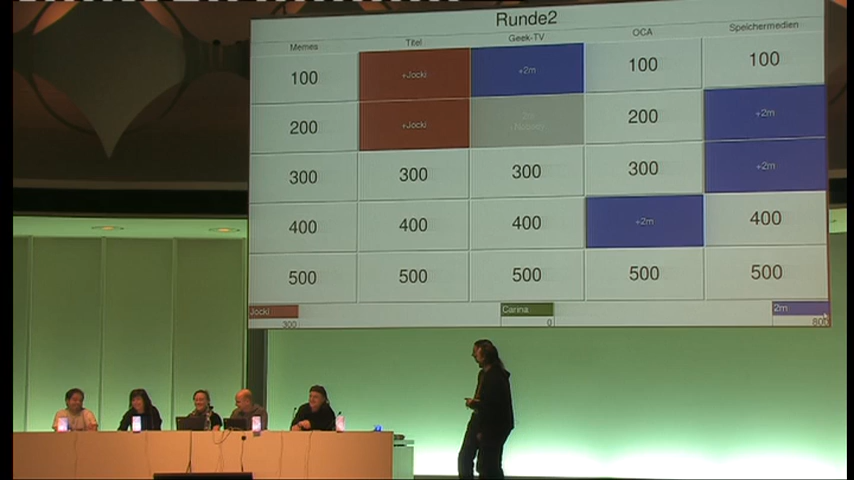 Runde2
Memes Titel Geek-TV OCA Speichermedien
100 +Jocki +2m 100 100
200 +Jocki 200 +2m
300 300 300 300 +2m
400 400 400 +2m 400
500 500 500 500 500
Jocki Carina 2m
300 0